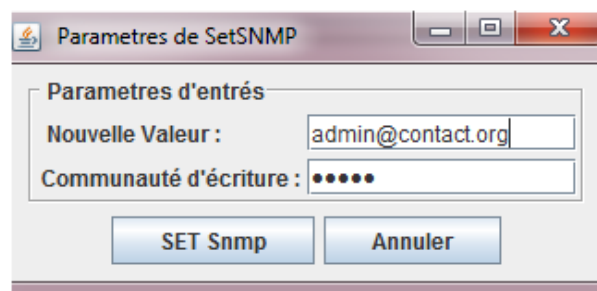 Parametres de SetSNMP
Parametres d'entrés
Nouvelle Valeur : admin@contact.org
Communauté d'écriture : •••••
SET Snmp Annuler